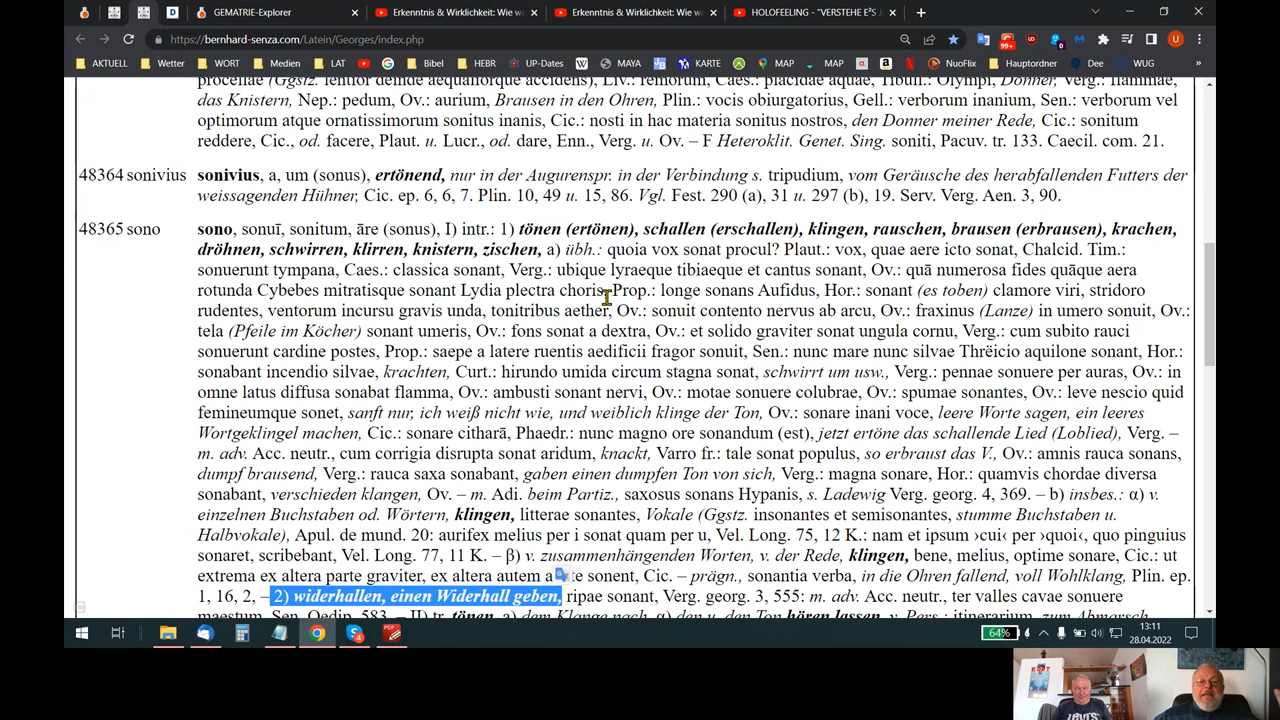 GEMATRIE-Explorer
Erkenntnis & Wirklichkeit: Wie w
Erkenntnis & Wirklichkeit: Wie w
HOLOFEELING - "VERSTEHE E²S
https://bernhard-senza.com/Latein/Georges/index.php
99+
AKTUELL Wetter WORT Medien LAT Bibel HEBR UP-Dates MAYA KARTE MAP MAP NuoFlix Hauptordner Dee WUG »
das Knistern, Nep.: pedum, Ov.: aurium, Brausen in den Ohren, Plin.: vocis obiurgatorius, Gell.: verborum inanium, Sen.: verborum vel
optimorum atque ornatissimorum sonitus inanis, Cic.: nosti in hac materia sonitus nostros, den Donner meiner Rede, Cic.: sonitum
reddere, Cic., od. facere, Plaut. u. Lucr., od. dare, Enn., Verg. u. Ov. – F Heteroklit. Genet. Sing. soniti, Pacuv. tr. 133. Caecil. com. 21.
48364 sonivius sonivius, a, um (sonus), ertönend, nur in der Augurenspr. in der Verbindung s. tripudium, vom Geräusche des herabfallenden Futters der
weissagenden Hühner, Cic. ep. 6, 6, 7. Plin. 10, 49 u. 15, 86. Vgl. Fest. 290 (a), 31 u. 297 (b), 19. Serv. Verg. Aen. 3, 90.
48365 sono sono, sonuī, sonitum, āre (sonus), I) intr.: 1) tönen (ertönen), schallen (erschallen), klingen, rauschen, brausen (erbrausen), krachen,
dröhnen, schwirren, klirren, knistern, zischen, a) übh.: quoia vox sonat procul? Plaut.: vox, quae aere icto sonat, Chalcid. Tim.:
sonuerunt tympana, Caes.: classica sonant, Verg.: ubique lyraeque tibiaeque et cantus sonant, Ov.: quā numerosa fides quāque aera
rotunda Cybebes mitratisque sonant Lydia plectra choris, Prop.: longe sonans Aufidus, Hor.: sonant (es toben) clamore viri, stridoro
rudentes, ventorum incursu gravis unda, tonitribus aether, Ov.: sonuit contento nervus ab arcu, Ov.: fraxinus (Lanze) in umero sonuit, Ov.:
tela (Pfeile im Köcher) sonant umeris, Ov.: fons sonat a dextra, Ov.: et solido graviter sonat ungula cornu, Verg.: cum subito rauci
sonuerunt cardine postes, Prop.: saepe a latere ruentis aedificii fragor sonuit, Sen.: nunc mare nunc silvae Thrëicio aquilone sonant, Hor.:
sonabant incendio silvae, krachten, Curt.: hirundo umida circum stagna sonat, schwirrt um usw., Verg.: pennae sonuere per auras, Ov.: in
omne latus diffusa sonabat flamma, Ov.: ambusti sonant nervi, Ov.: motae sonuere colubrae, Ov.: spumae sonantes, Ov.: leve nescio quid
femineumque sonet, sanft nur, ich weiß nicht wie, und weiblich klinge der Ton, Ov.: sonare inani voce, leere Worte sagen, ein leeres
Wortgeklingel machen, Cic.: sonare citharā, Phaedr.: nunc magno ore sonandum (est), jetzt ertöne das schallende Lied (Loblied), Verg. –
m. adv. Acc. neutr., cum corrigia disrupta sonat aridum, knackt, Varro fr.: tale sonat populus, so erbraust das V., Ov.: amnis rauca sonans,
dumpf brausend, Verg.: rauca saxa sonabant, gaben einen dumpfen Ton von sich, Verg.: magna sonare, Hor.: quamvis chordae diversa
sonabant, verschieden klangen, Ov. – m. Adi. beim Partiz., saxosus sonans Hypanis, s. Ladewig Verg. georg. 4, 369. – b) insbes.: α) v.
einzelnen Buchstaben od. Wörtern, klingen, litterae sonantes, Vokale (Ggstz. insonantes et semisonantes, stumme Buchstaben u.
Halbvokale), Apul. de mund. 20: aurifex melius per i sonat quam per u, Vel. Long. 75, 12 K.: nam et ipsum ›cui‹ per ›quoi‹, quo pinguius
sonaret, scribebant, Vel. Long. 77, 11 K. – β) v. zusammenhängenden Worten, v. der Rede, klingen, bene, melius, optime sonare, Cic.: ut
extrema ex altera parte graviter, ex altera autem a te sonent, Cic. – prägn., sonantia verba, in die Ohren fallend, voll Wohlklang, Plin. ep.
1, 16, 2, – 2) widerhallen, einen Widerhall geben, ripae sonant, Verg. georg. 3, 555: m. adv. Acc. neutr., ter valles cavae sonuere
64%
13:11
28.04.2022